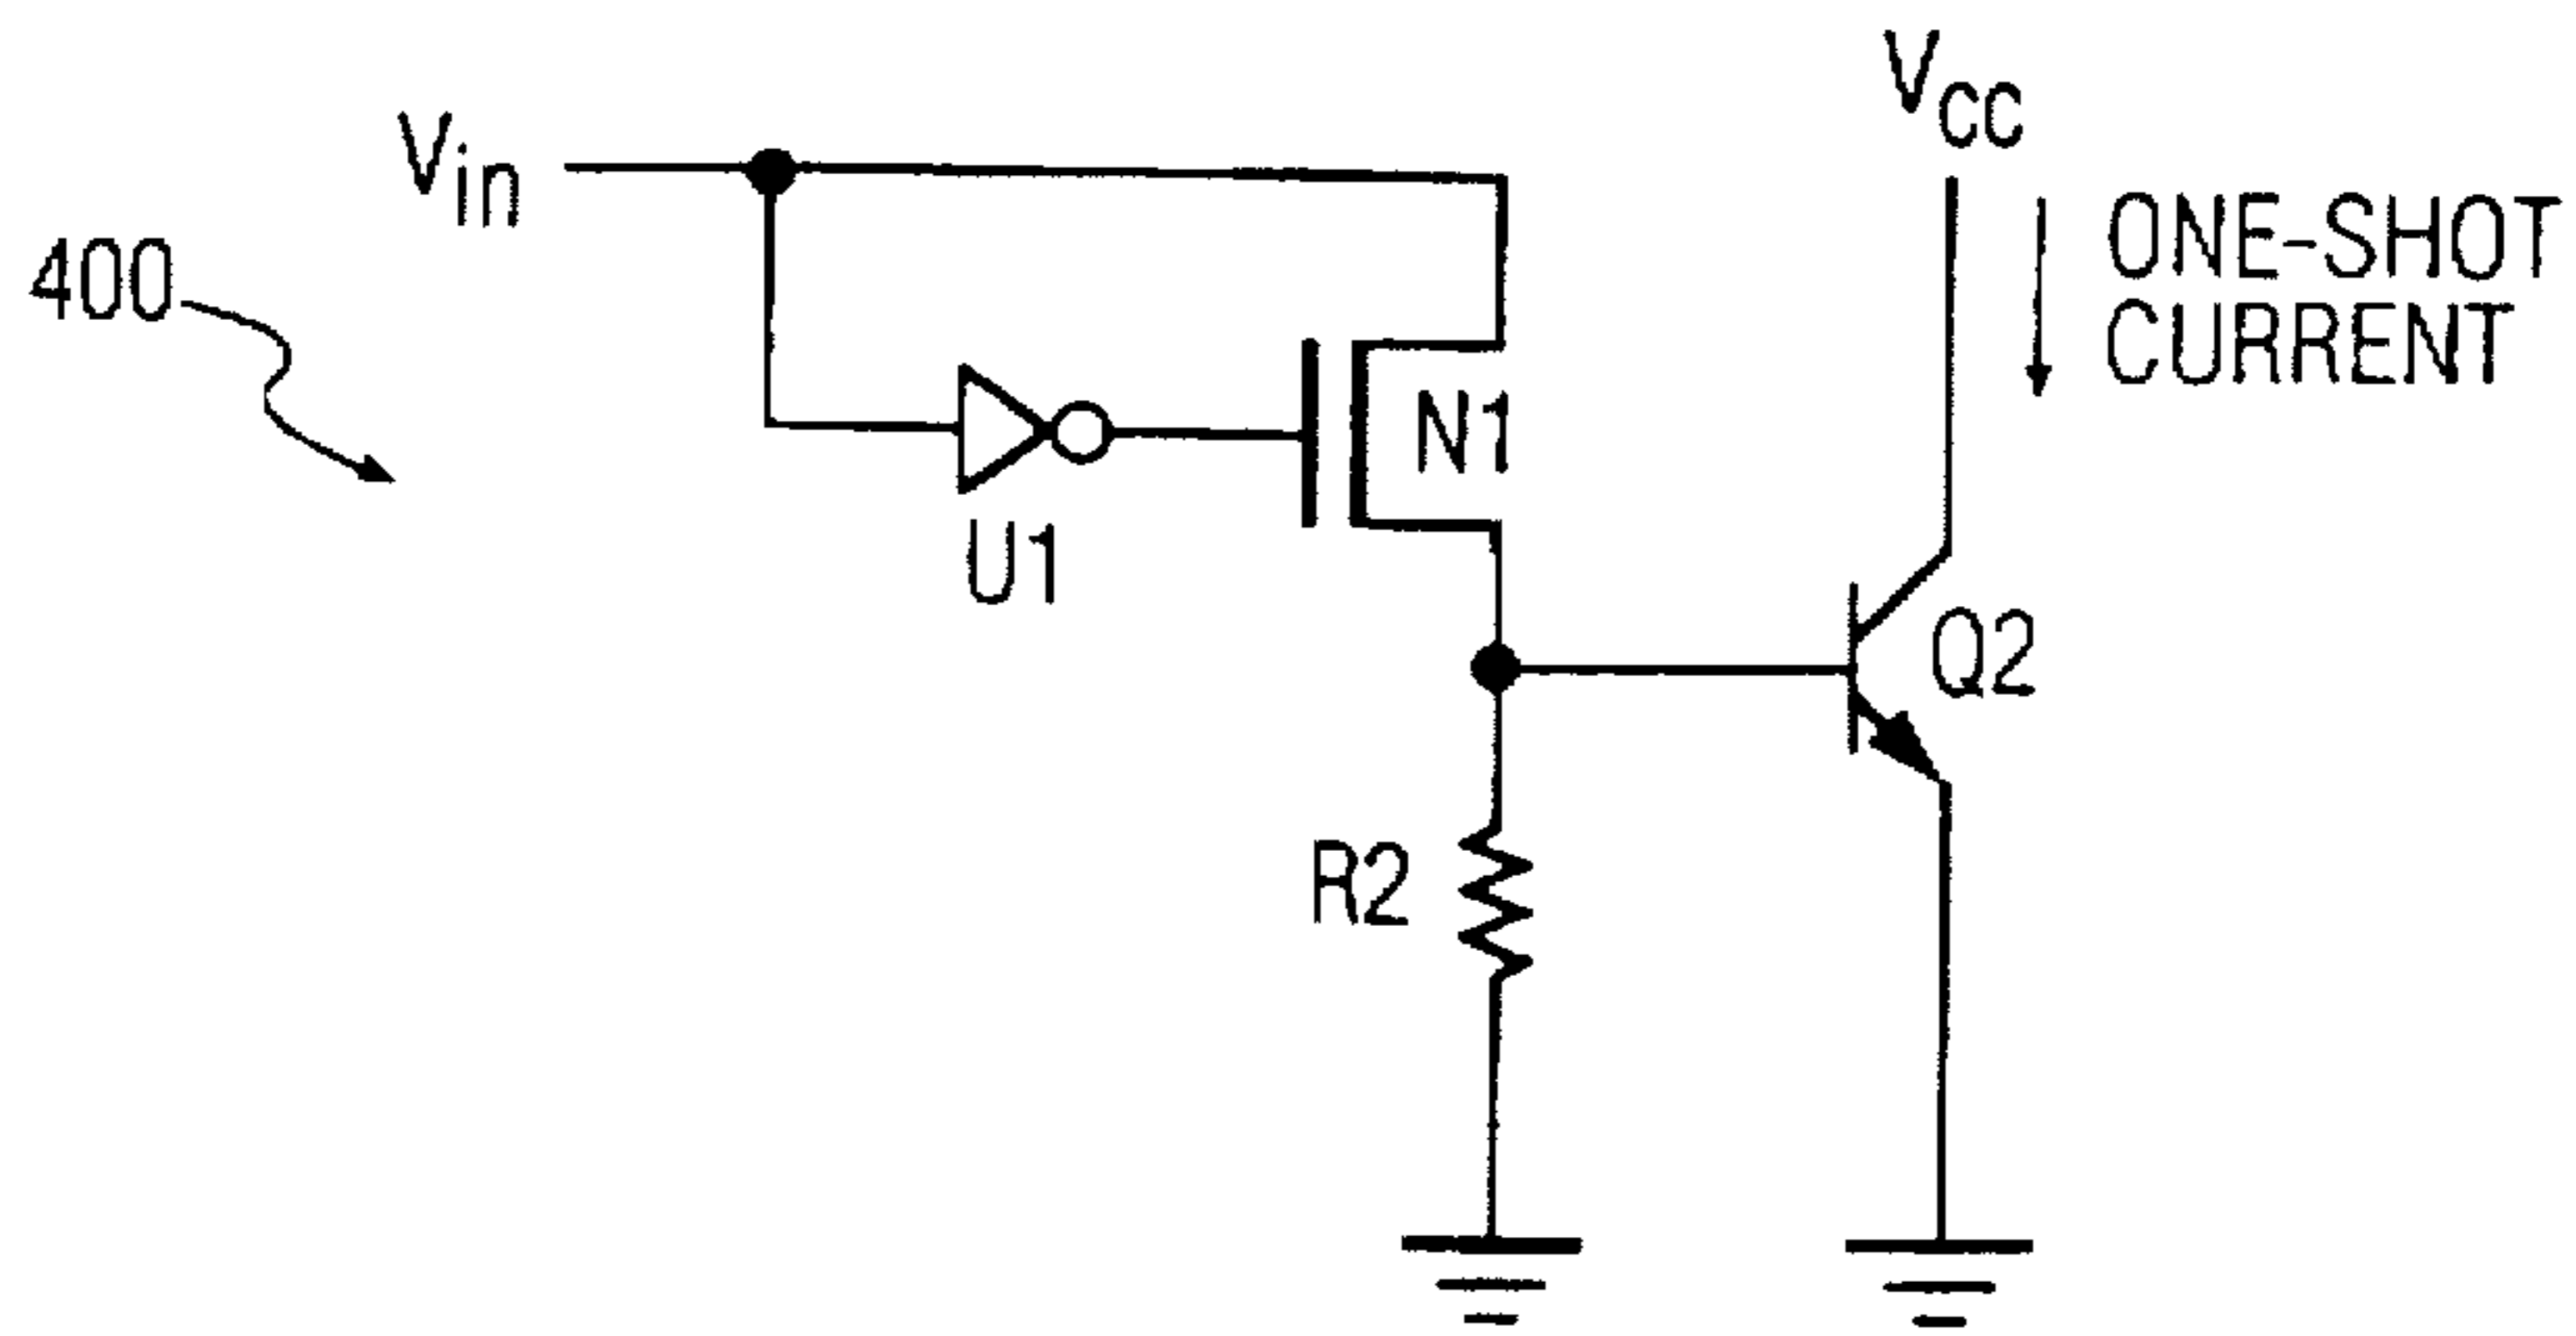 Vin
Vcc
400
ONE-SHOT
CURRENT
N1
U1
Q2
R2